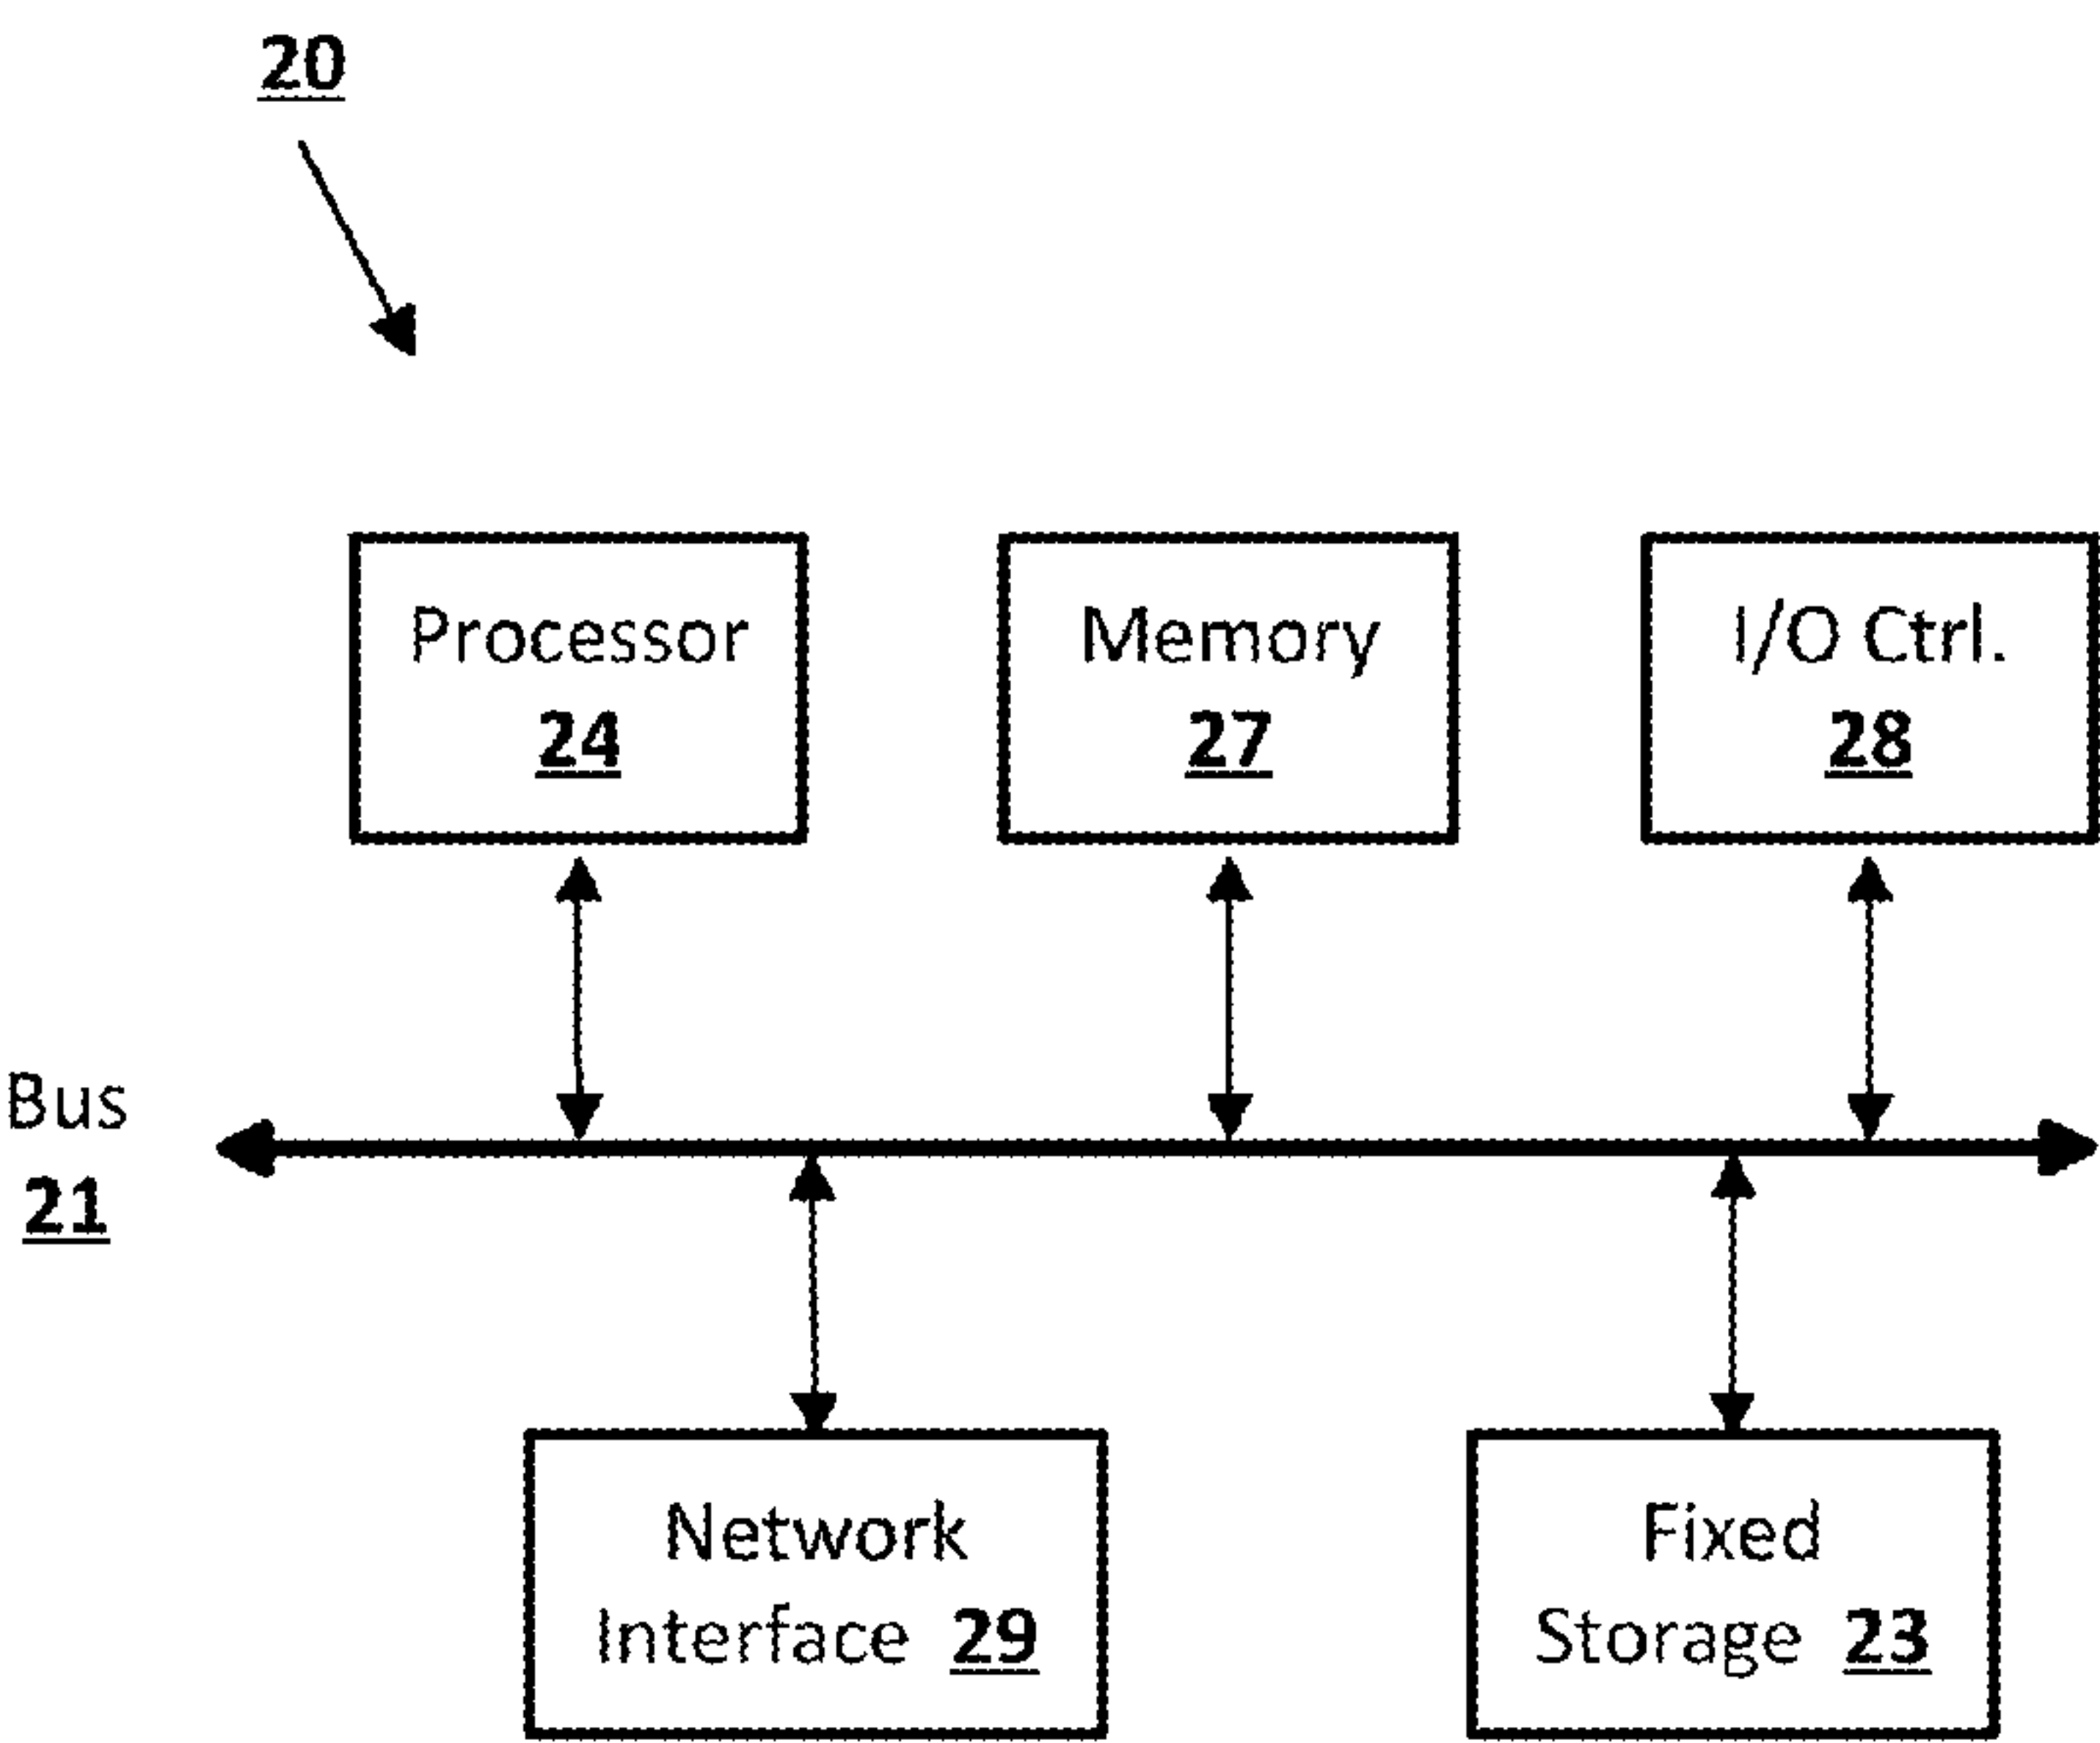 20
Processor
24
Memory
27
I/O Ctrl.
28
Bus
21
Network
Interface 29
Fixed
Storage 23